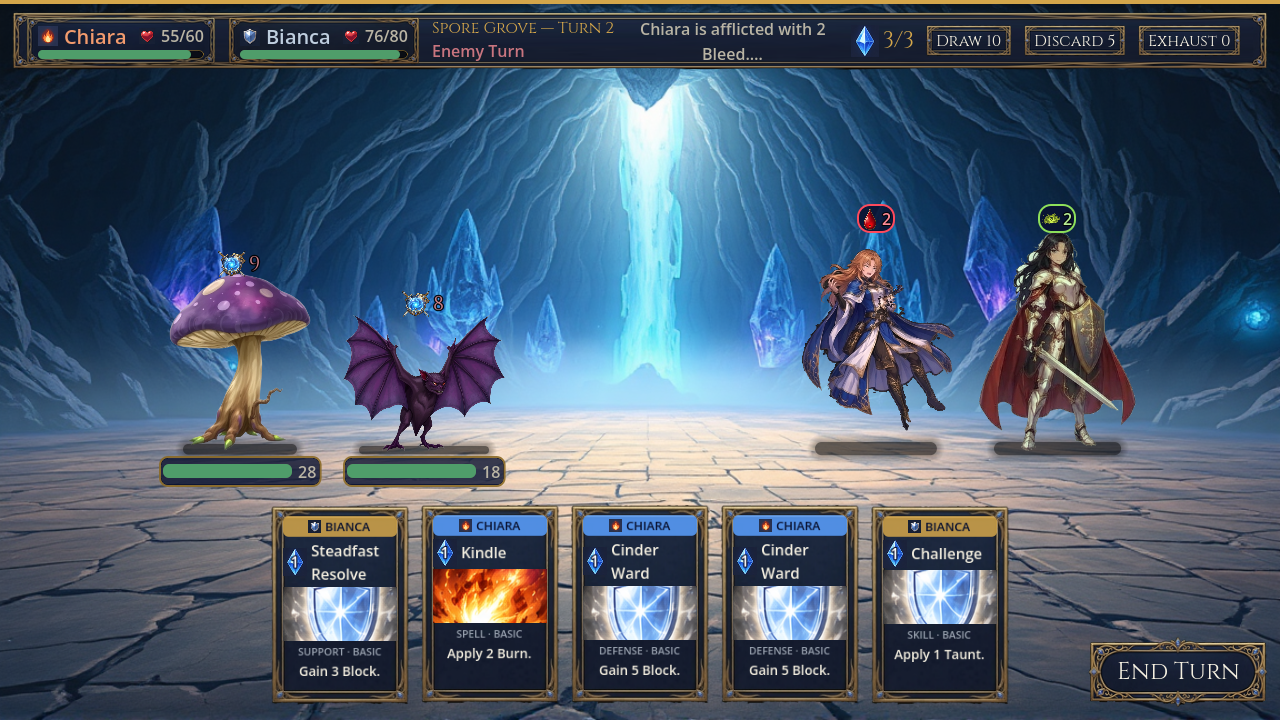 Chiara 55/60
Bianca 76/80
Spore Grove — Turn 2
Enemy Turn
Chiara is afflicted with 2
Bleed....
3/3
Draw 10
Discard 5
Exhaust 0
2
2
9
8
28
18
BIANCA
1
Steadfast
Resolve
SUPPORT · BASIC
Gain 3 Block.
CHIARA
1
Kindle
SPELL · BASIC
Apply 2 Burn.
CHIARA
1
Cinder
Ward
DEFENSE · BASIC
Gain 5 Block.
CHIARA
1
Cinder
Ward
DEFENSE · BASIC
Gain 5 Block.
BIANCA
1
Challenge
SKILL · BASIC
Apply 1 Taunt.
End Turn